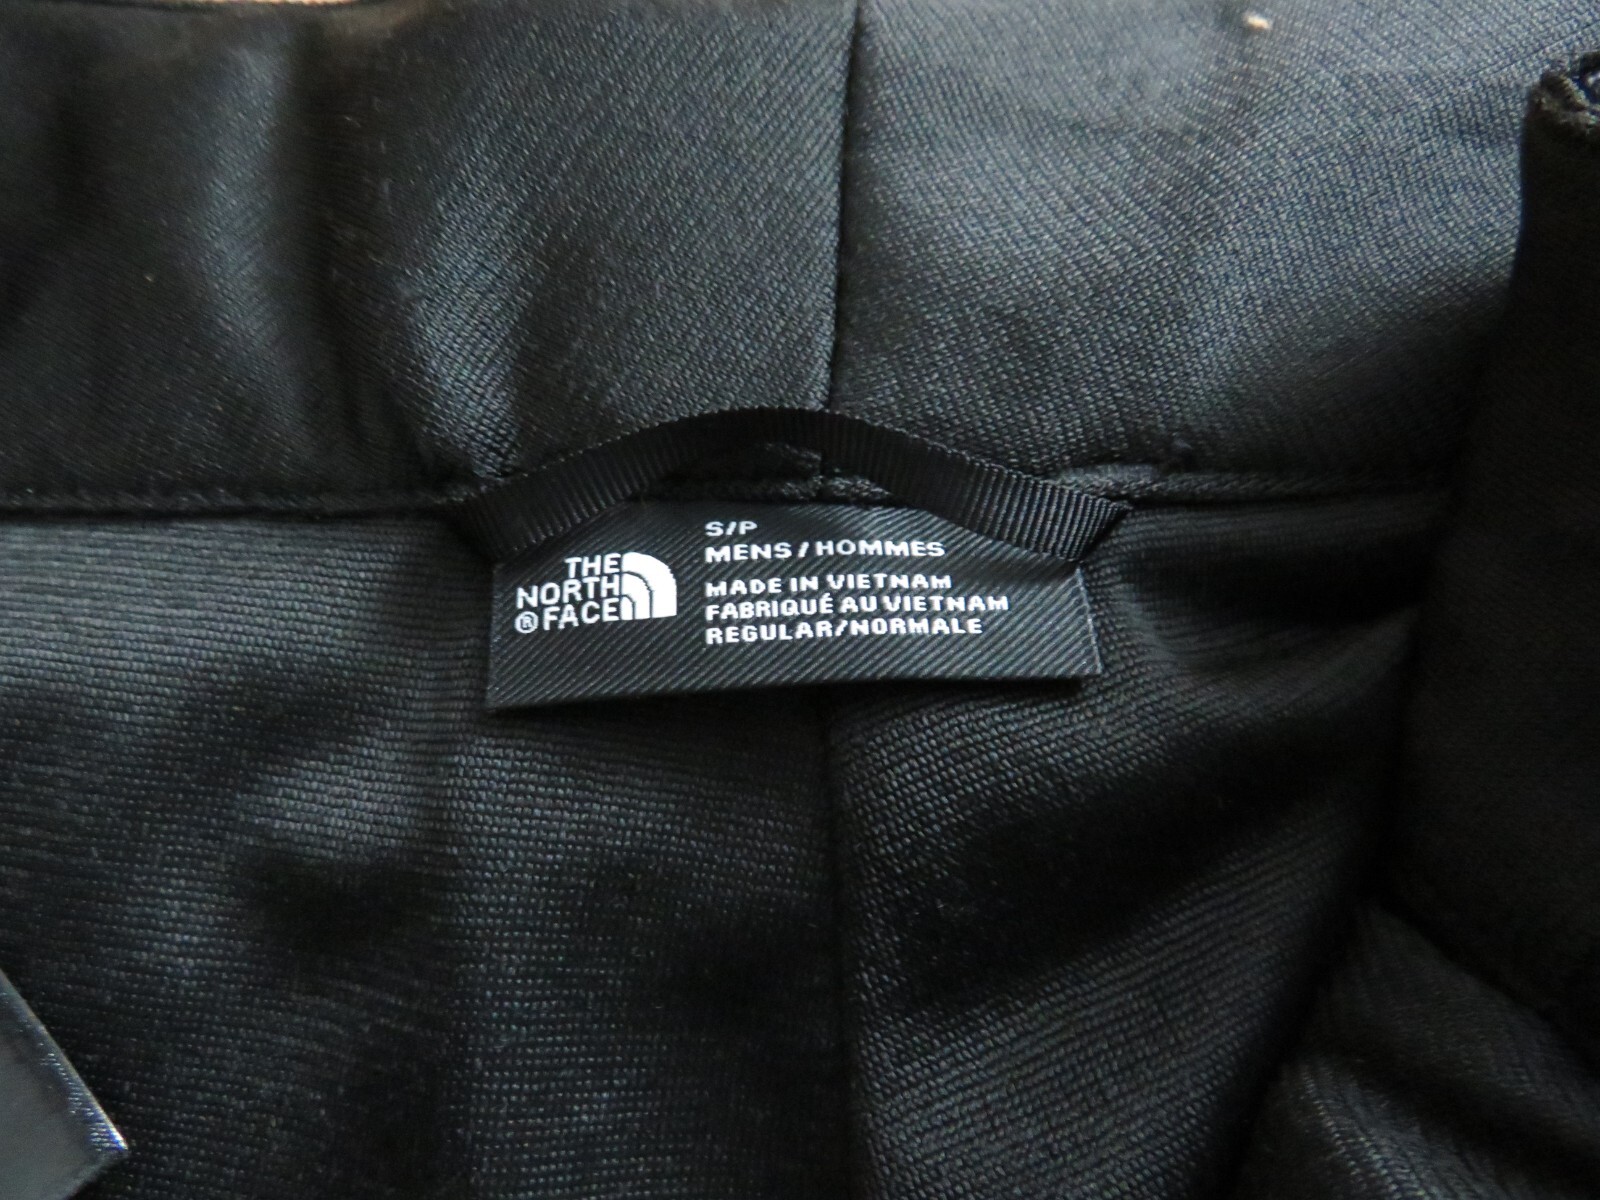 THE
NORTH
® FACE
S/P
MENS / HOMMES
MADE IN VIETNAM
FABRIQUÉ AU VIETNAM
REGULAR/NORMALE